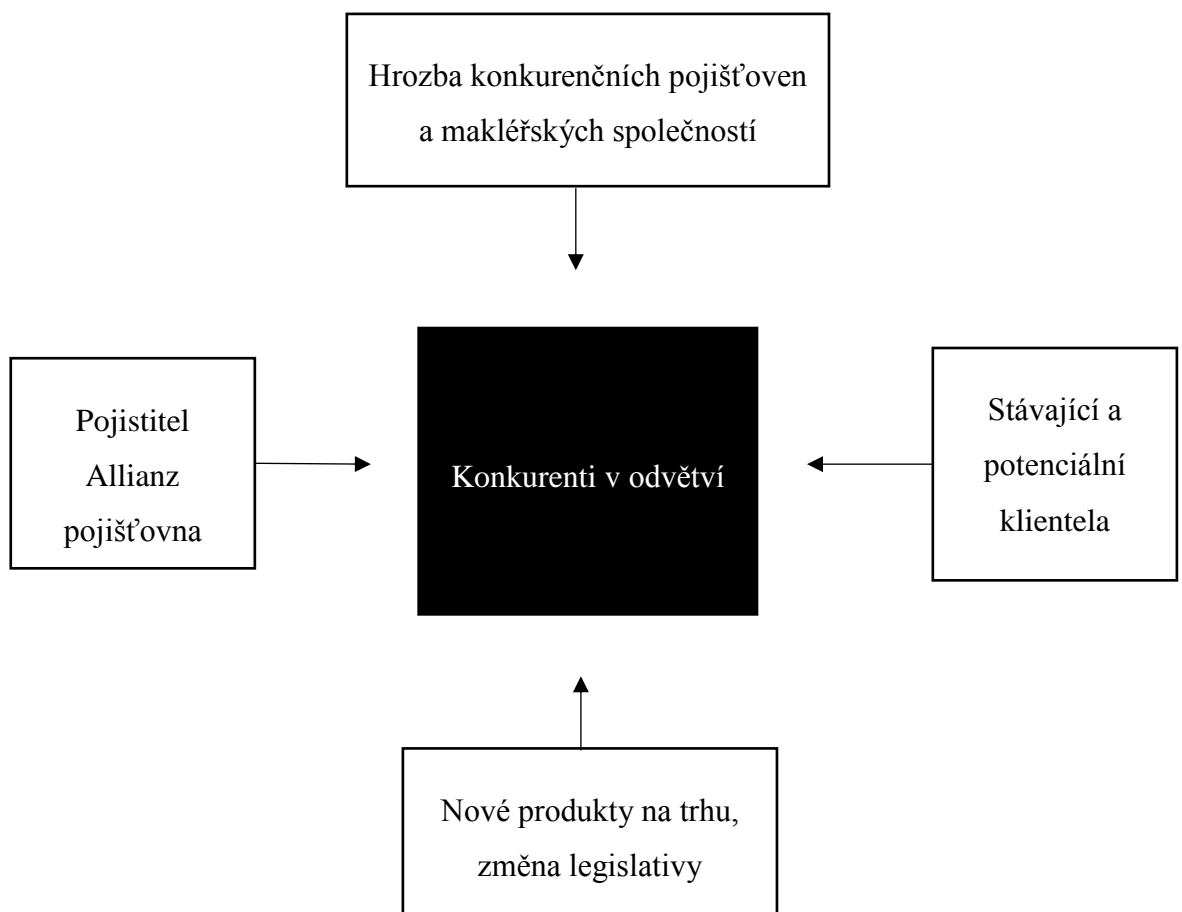 Hrozba konkurenčních pojišťoven
a makléřských společností
Pojistitel
Allianz
pojišťovna
Konkurenti v odvětví
Stávající a
potenciální
klientela
Nové produkty na trhu,
změna legislativy